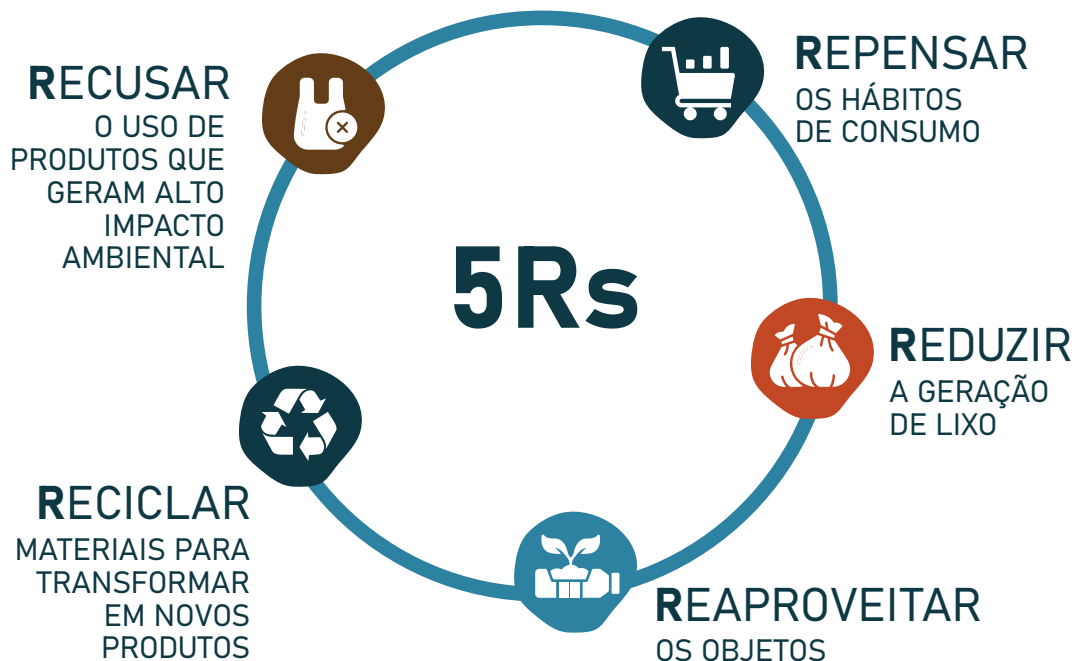 5Rs
REPENSAR
OS HÁBITOS
DE CONSUMO
REDUZIR
A GERAÇÃO
DE LIXO
REAPROVEITAR
OS OBJETOS
RECICLAR
MATERIAIS PARA
TRANSFORMAR
EM NOVOS
PRODUTOS
RECUSAR
O USO DE
PRODUTOS QUE
GERAM ALTO
IMPACTO
AMBIENTAL